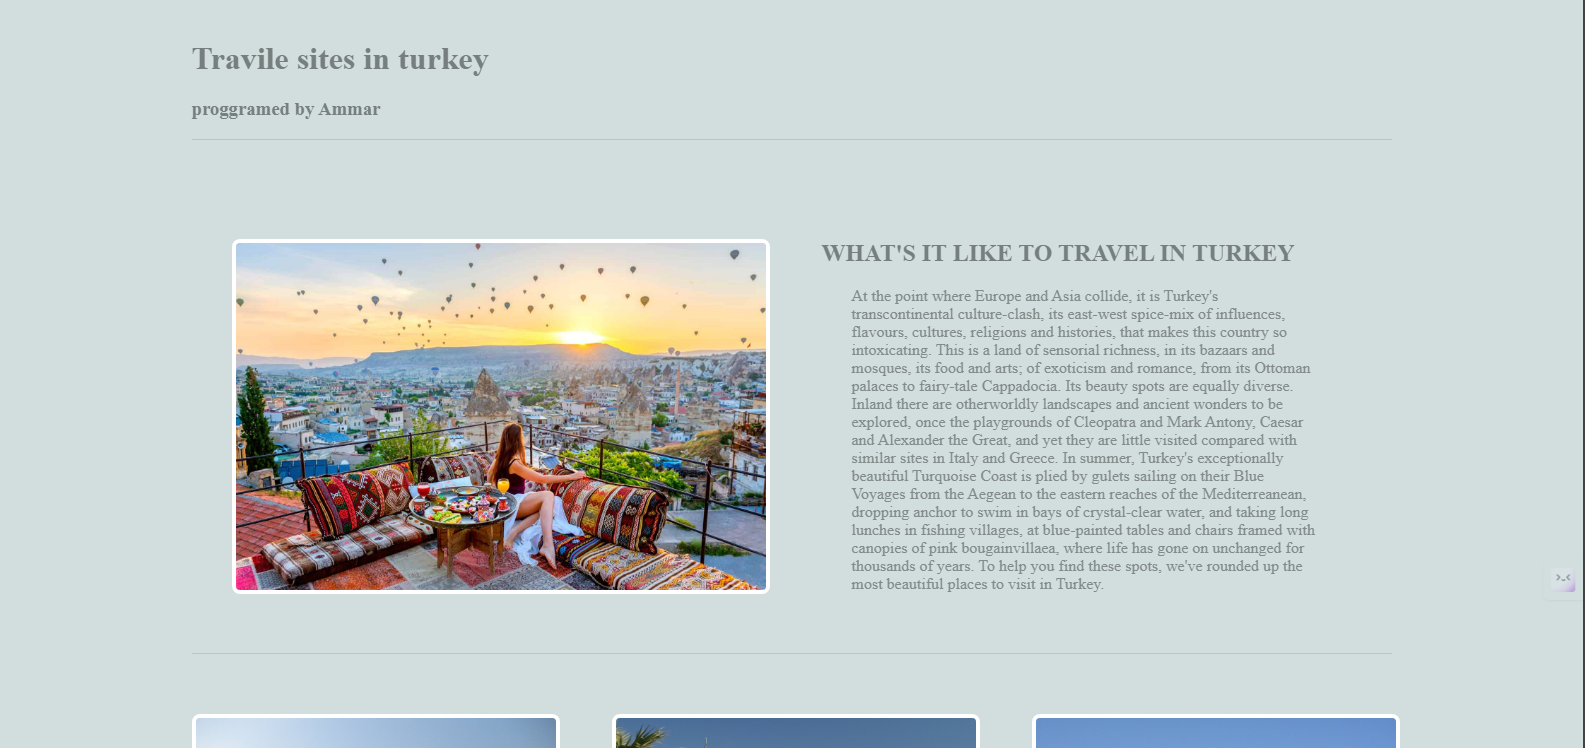 Travile sites in turkey
proggramed by Ammar
WHAT'S IT LIKE TO TRAVEL IN TURKEY
At the point where Europe and Asia collide, it is Turkey's
transcontinental culture-clash, its east-west spice-mix of influences,
flavours, cultures, religions and histories, that makes this country so
intoxicating. This is a land of sensorial richness, in its bazaars and
mosques, its food and arts; of exoticism and romance, from its Ottoman
palaces to fairy-tale Cappadocia. Its beauty spots are equally diverse.
Inland there are otherworldly landscapes and ancient wonders to be
explored, once the playgrounds of Cleopatra and Mark Antony, Caesar
and Alexander the Great, and yet they are little visited compared with
similar sites in Italy and Greece. In summer, Turkey's exceptionally
beautiful Turquoise Coast is plied by gulets sailing on their Blue
Voyages from the Aegean to the eastern reaches of the Mediterreanean,
dropping anchor to swim in bays of crystal-clear water, and taking long
lunches in fishing villages, at blue-painted tables and chairs framed with
canopies of pink bougainvillaea, where life has gone on unchanged for
thousands of years. To help you find these spots, we've rounded up the
most beautiful places to visit in Turkey.